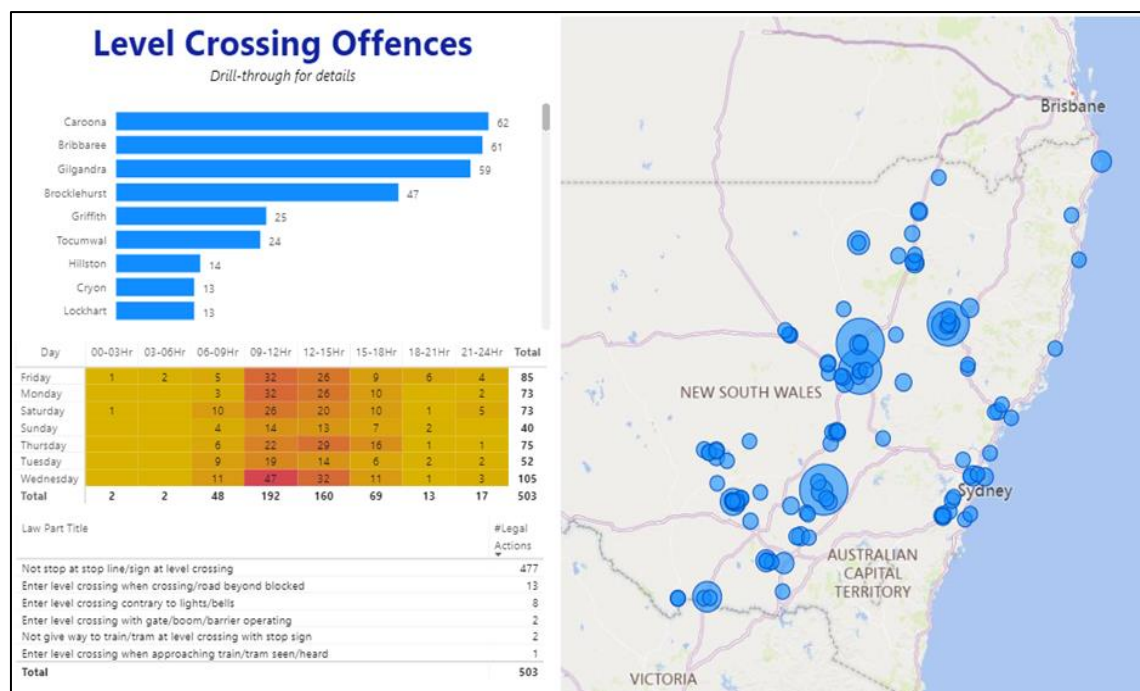 Level Crossing Offences
Drill-through for details
Caroona 62
Bribbaree 61
Gilgandra 59
Brocklehurst 47
Griffith 25
Tocumwal 24
Hillston 14
Cryon 13
Lockhart 13
Day 00-03Hr 03-06Hr 06-09Hr 09-12Hr 12-15Hr 15-18Hr 18-21Hr 21-24Hr Total
Friday 1 2 5 32 26 9 6 4 85
Monday 3 32 26 10 2 73
Saturday 1 10 26 20 10 1 5 73
Sunday 4 14 13 7 2 40
Thursday 6 22 29 16 1 1 75
Tuesday 9 19 14 6 2 2 52
Wednesday 11 47 32 11 1 3 105
Total 2 2 48 192 160 69 13 17 503
Law Part Title #Legal
Actions
Not stop at stop line/sign at level crossing 477
Enter level crossing when crossing/road beyond blocked 13
Enter level crossing contrary to lights/bells 8
Enter level crossing with gate/boom/barrier operating 2
Not give way to train/tram at level crossing with stop sign 2
Enter level crossing when approaching train/tram seen/heard 1
Total 503
Brisbane
NEW SOUTH WALES
Sydney
AUSTRALIAN
CAPITAL
TERRITORY
VICTORIA